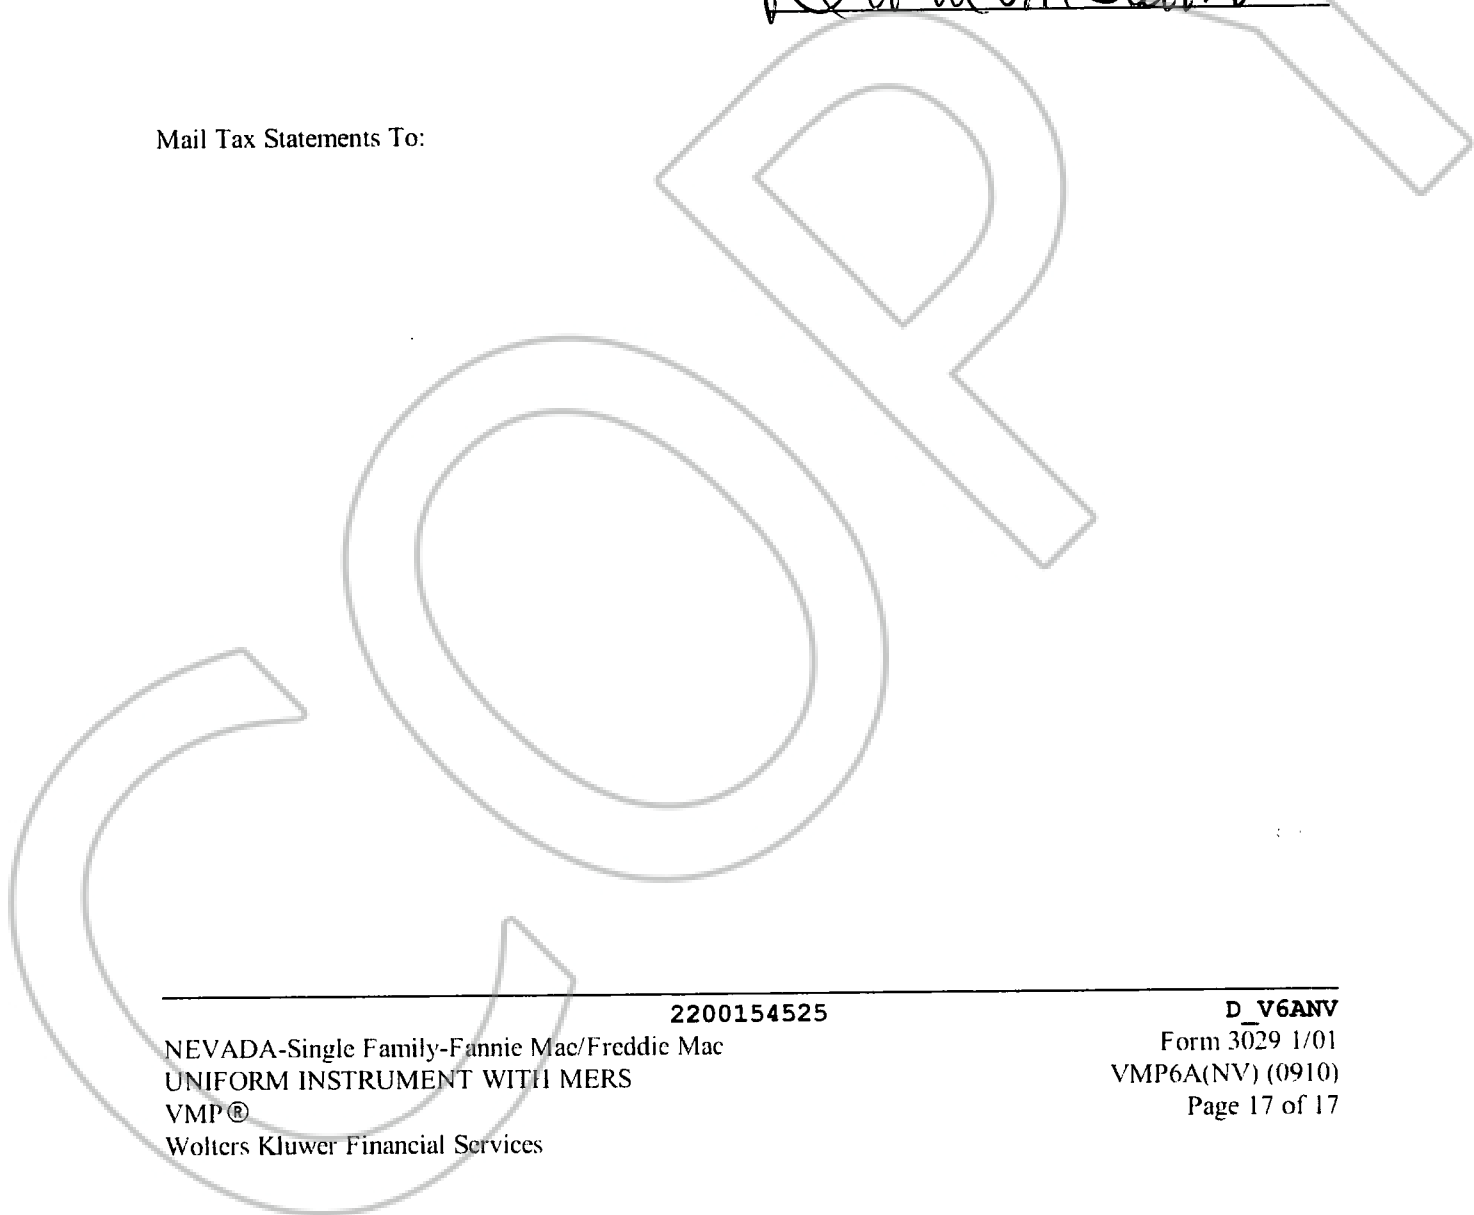 Mail Tax Statements To:
COPY
2200154525
D_V6ANV
NEVADA-Single Family-Fannie Mae/Freddie Mac
Form 3029 1/01
UNIFORM INSTRUMENT WITH MERS
VMP6A(NV) (0910)
VMP®
Page 17 of 17
Wolters Kluwer Financial Services